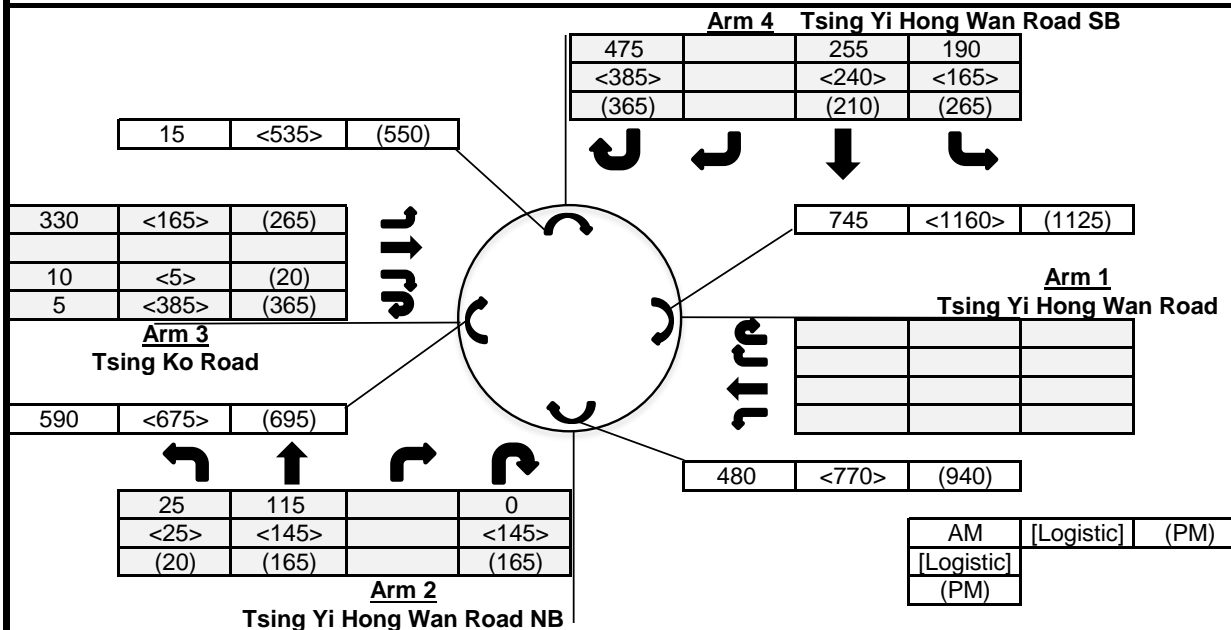 Arm 4 Tsing Yi Hong Wan Road SB
475 255 190
<385> <240> <165>
(365) (210) (265)
15 <535> (550)
330 <165> (265)
745 <1160> (1125)
10 <5> (20)
5 <385> (365)
Arm 1
Tsing Yi Hong Wan Road
Arm 3
Tsing Ko Road
590 <675> (695)
480 <770> (940)
25 115 0
<25> <145> <145>
(20) (165) (165)
AM [Logistic] (PM)
[Logistic]
(PM)
Arm 2
Tsing Yi Hong Wan Road NB